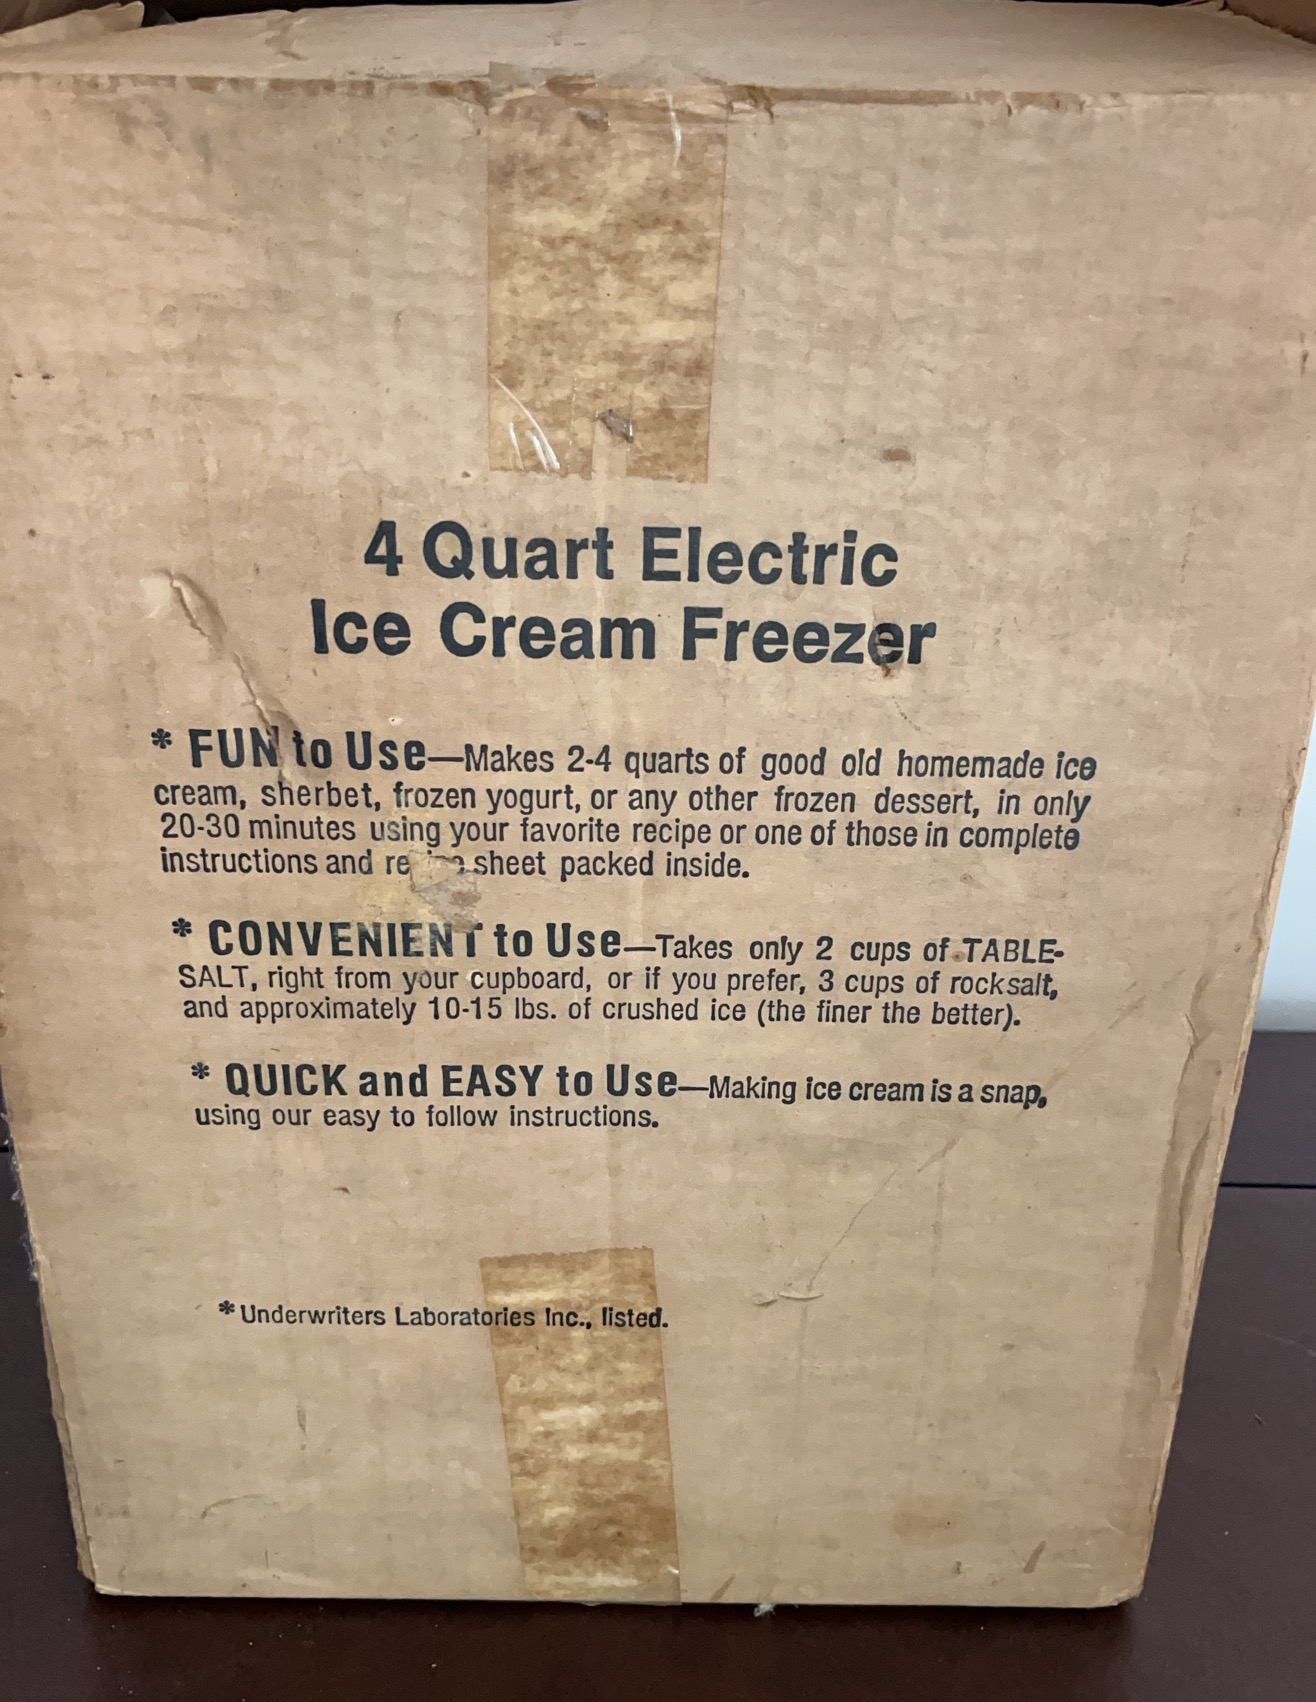 4 Quart Electric
Ice Cream Freezer
* FUN to Use—Makes 2-4 quarts of good old homemade ice
cream, sherbet, frozen yogurt, or any other frozen dessert, in only
20-30 minutes using your favorite recipe or one of those in complete
instructions and sheet packed inside.
* CONVENIENT to Use—Takes only 2 cups of TABLE-
SALT, right from your cupboard, or if you prefer, 3 cups of rocksalt,
and approximately 10-15 lbs. of crushed ice (the finer the better).
* QUICK and EASY to Use—Making ice cream is a snap,
using our easy to follow instructions.
*Underwriters Laboratories Inc., listed.